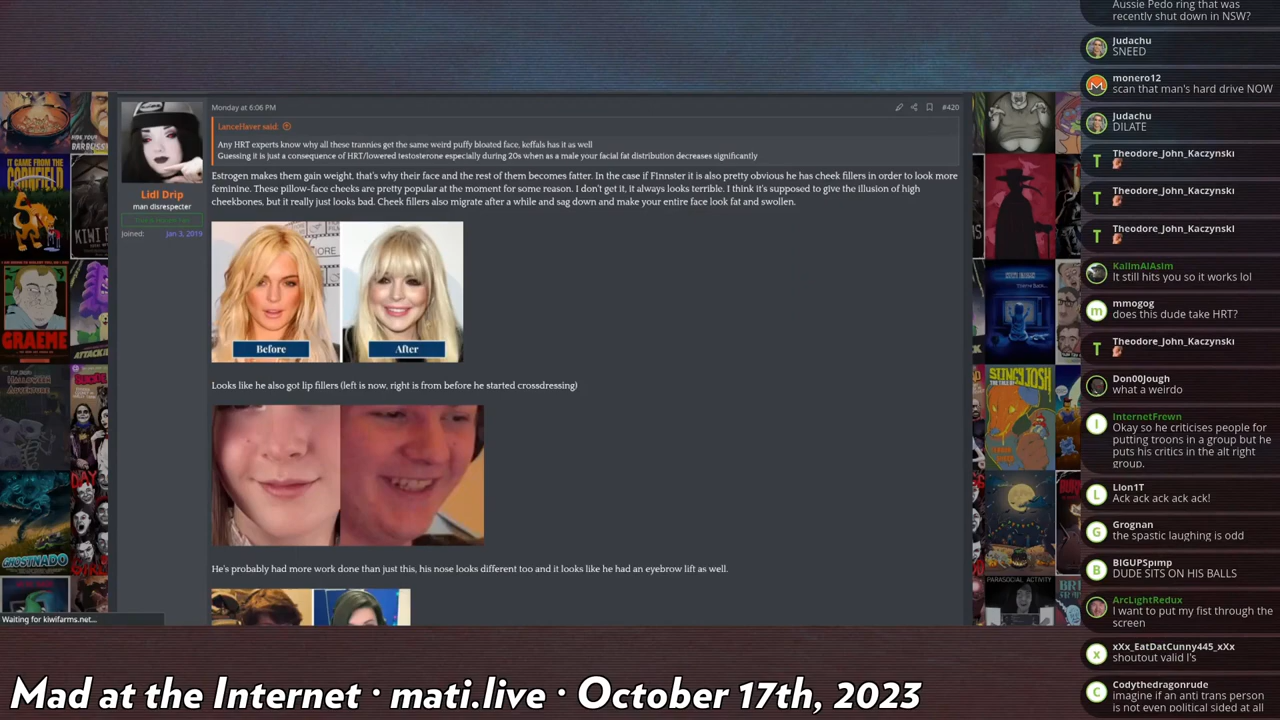 Monday at 6:06 PM
#420
LanceHaver said:
Any HRT experts know why all these trannies get the same weird puffy bloated face, keffals has it as well
Guessing it is just a consequence of HRT/lowered testosterone especially during 20s when as a male your facial fat distribution decreases significantly
Lidl Drip
man disrespecter
Joined: Jan 3, 2019
Estrogen makes them gain weight, that's why their face and the rest of them becomes fatter. In the case if F1nnster it is also pretty obvious he has cheek fillers in order to look more
feminine. These pillow-face cheeks are pretty popular at the moment for some reason. I don't get it, it always looks terrible. I think it's supposed to give the illusion of high
cheekbones, but it really just looks bad. Cheek fillers also migrate after a while and sag down and make your entire face look fat and swollen.
Before
After
Looks like he also got lip fillers (left is now, right is from before he started crossdressing)
He's probably had more work done than just this, his nose looks different too and it looks like he had an eyebrow lift as well.
IT CAME FROM THE
CORNFIELD
GRAEME
GHOSTNADO
PARASOCIAL ACTIVITY
Waiting for kiwifarms.net...
Aussie Pedo ring that was
recently shut down in NSW?
Judachu
SNEED
monero12
scan that man's hard drive NOW
Judachu
DILATE
Theodore_John_Kaczynski
Theodore_John_Kaczynski
Theodore_John_Kaczynski
KallmAlAsIm
It still hits you so it works lol
mmogog
does this dude take HRT?
Theodore_John_Kaczynski
Don00Jough
what a weirdo
InternetFrewn
Okay so he criticises people for
putting troons in a group but he
puts his critics in the alt right
group.
Lion1T
Ack ack ack ack ack!
Grognan
the spastic laughing is odd
BIGUPSpımp
DUDE SITS ON HIS BALLS
ArcLightRedux
I want to put my fist through the
screen
xXx_EatDatCunny445_xXx
shoutout valid I's
Codythedragonrude
Imagine if an anti trans person
is not even political sided at all
Mad at the Internet · mati.live · October 17th, 2023